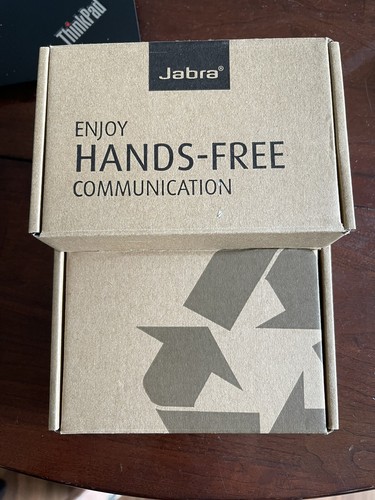 ThinkPad
Jabra®
ENJOY
HANDS-FREE
COMMUNICATION